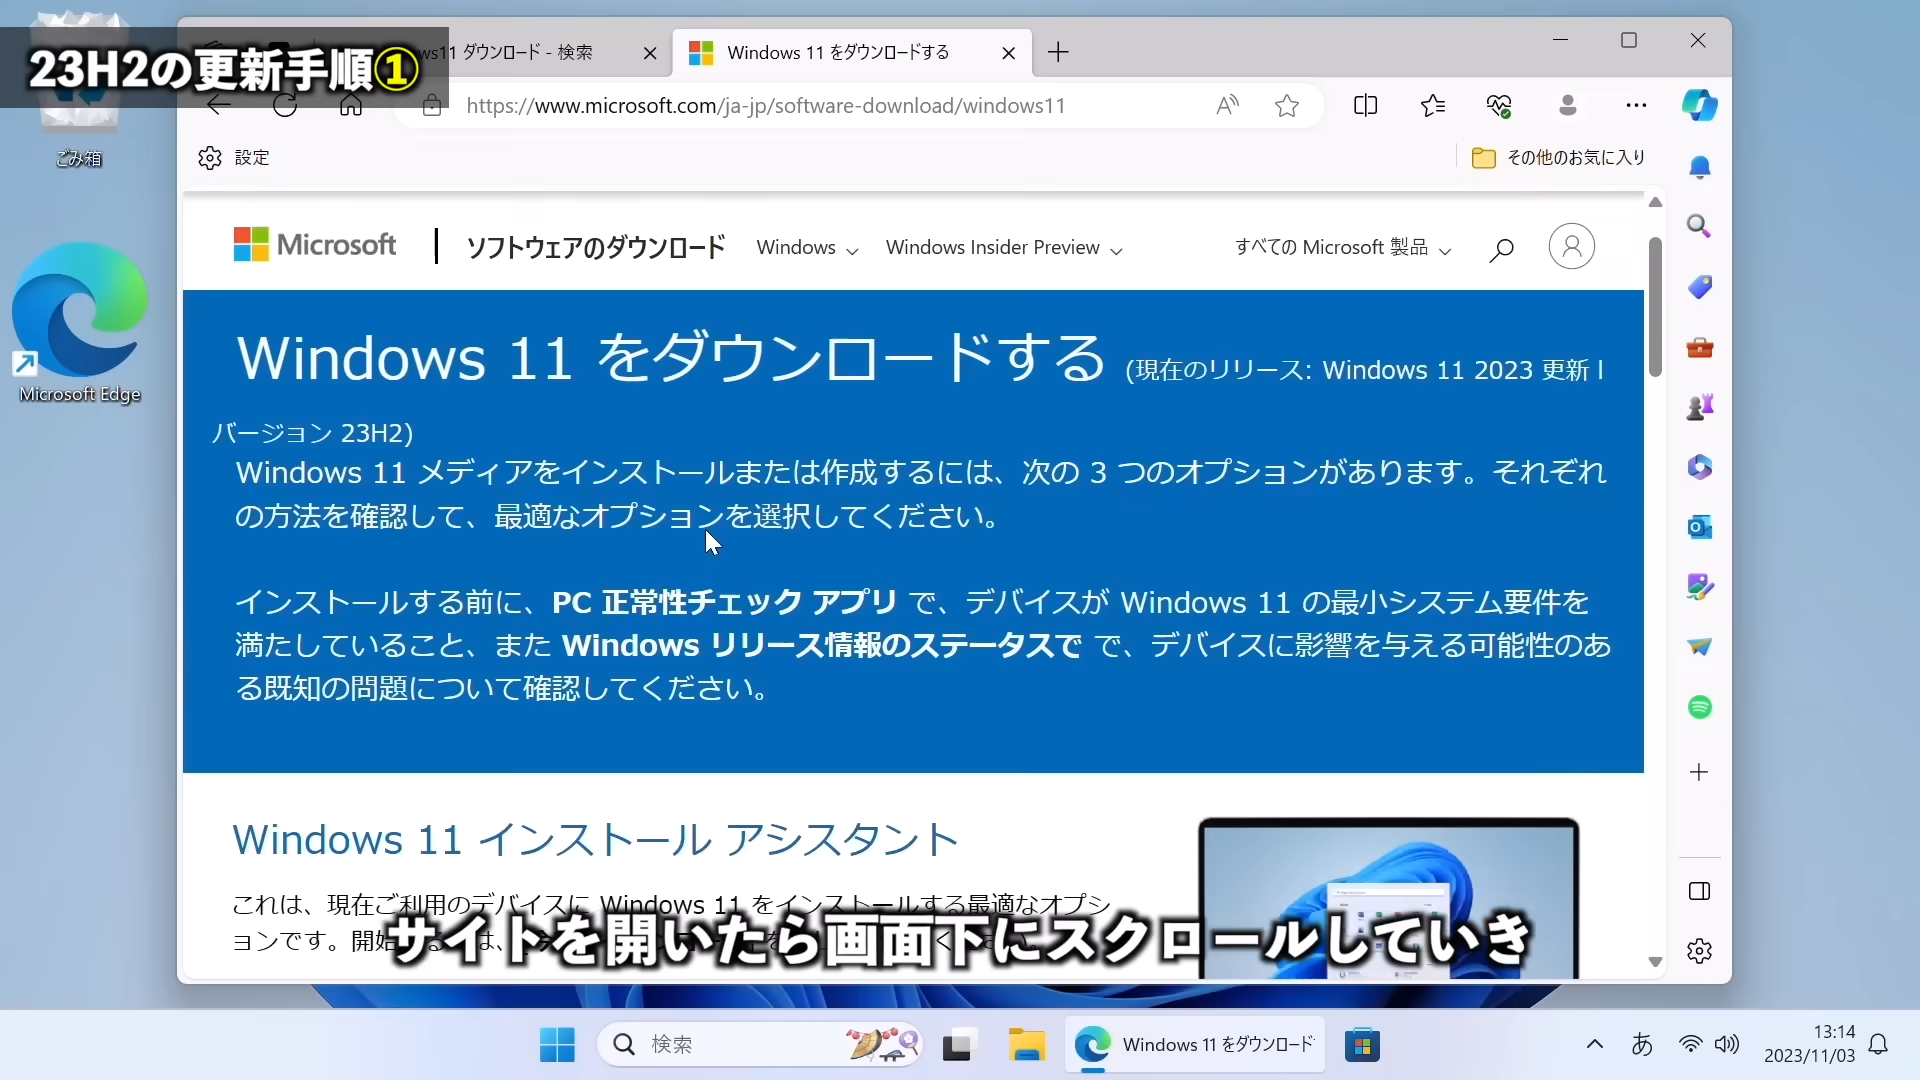 23H2の更新手順①
ws11 ダウンロード - 検索
Windows 11 をダウンロードする
https://www.microsoft.com/ja-jp/software-download/windows11
設定
その他のお気に入り
ごみ箱
Microsoft Edge
Microsoft
ソフトウェアのダウンロード
Windows
Windows Insider Preview
すべての Microsoft 製品
Windows 11 をダウンロードする (現在のリリース: Windows 11 2023 更新 l
バージョン 23H2)
Windows 11 メディアをインストールまたは作成するには、次の 3 つのオプションがあります。それぞれ
の方法を確認して、最適なオプションを選択してください。
インストールする前に、PC 正常性チェック アプリ で、デバイスが Windows 11 の最小システム要件を
満たしていること、また Windows リリース情報のステータスで で、デバイスに影響を与える可能性のあ
る既知の問題について確認してください。
Windows 11 インストール アシスタント
これは、現在ご利用のデバイスに Windows 11 をインストールする最適なオプシ
ョンです。開始
サイトを開いたら画面下にスクロールしていき
検索
Windows 11 をダウンロード
あ
13:14
2023/11/03